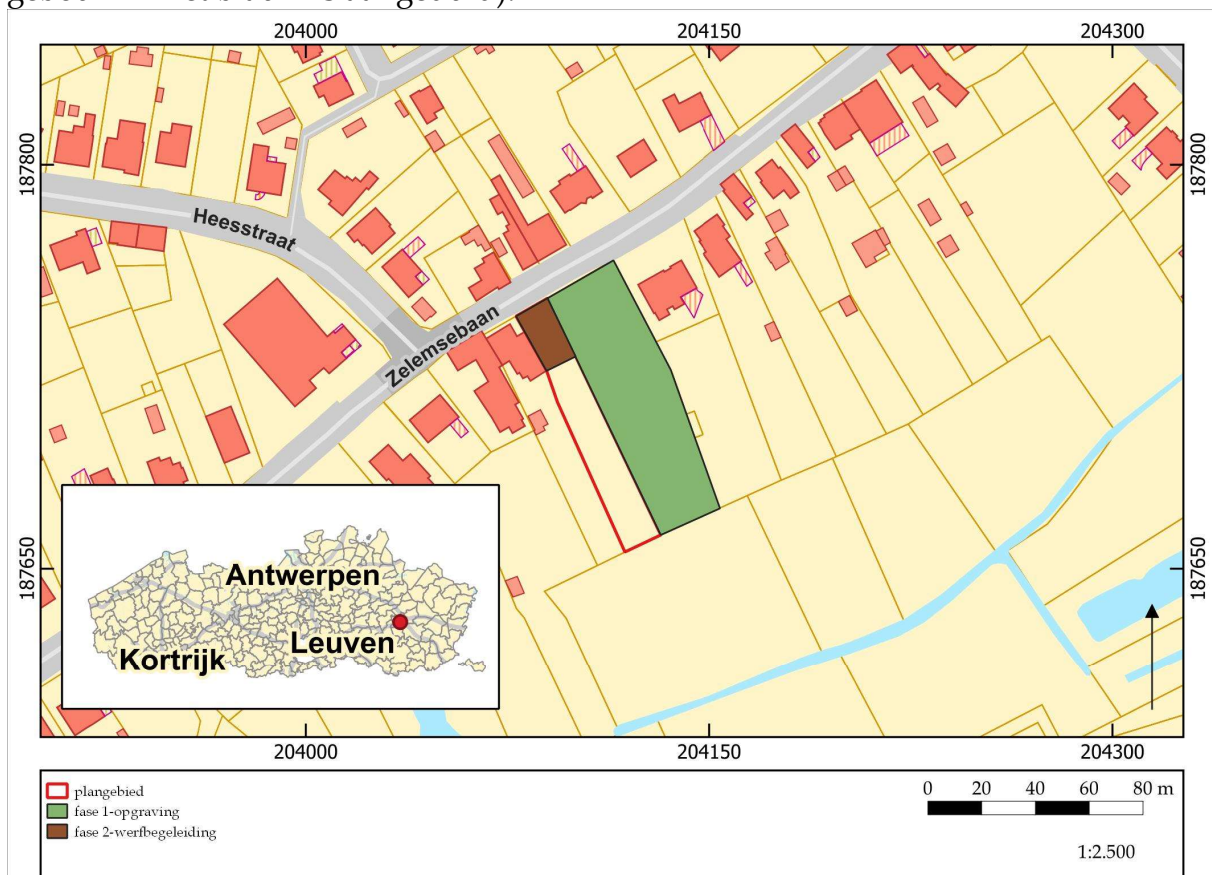 204000 204150 204300
187800 187800
Heesstraat
Zelemsebaan
187650 187650
Antwerpen
Leuven
Kortrijk
204000 204150 204300
plangebied
fase 1-opgraving
fase 2-werfbegeleiding
0 20 40 60 80 m
1:2.500